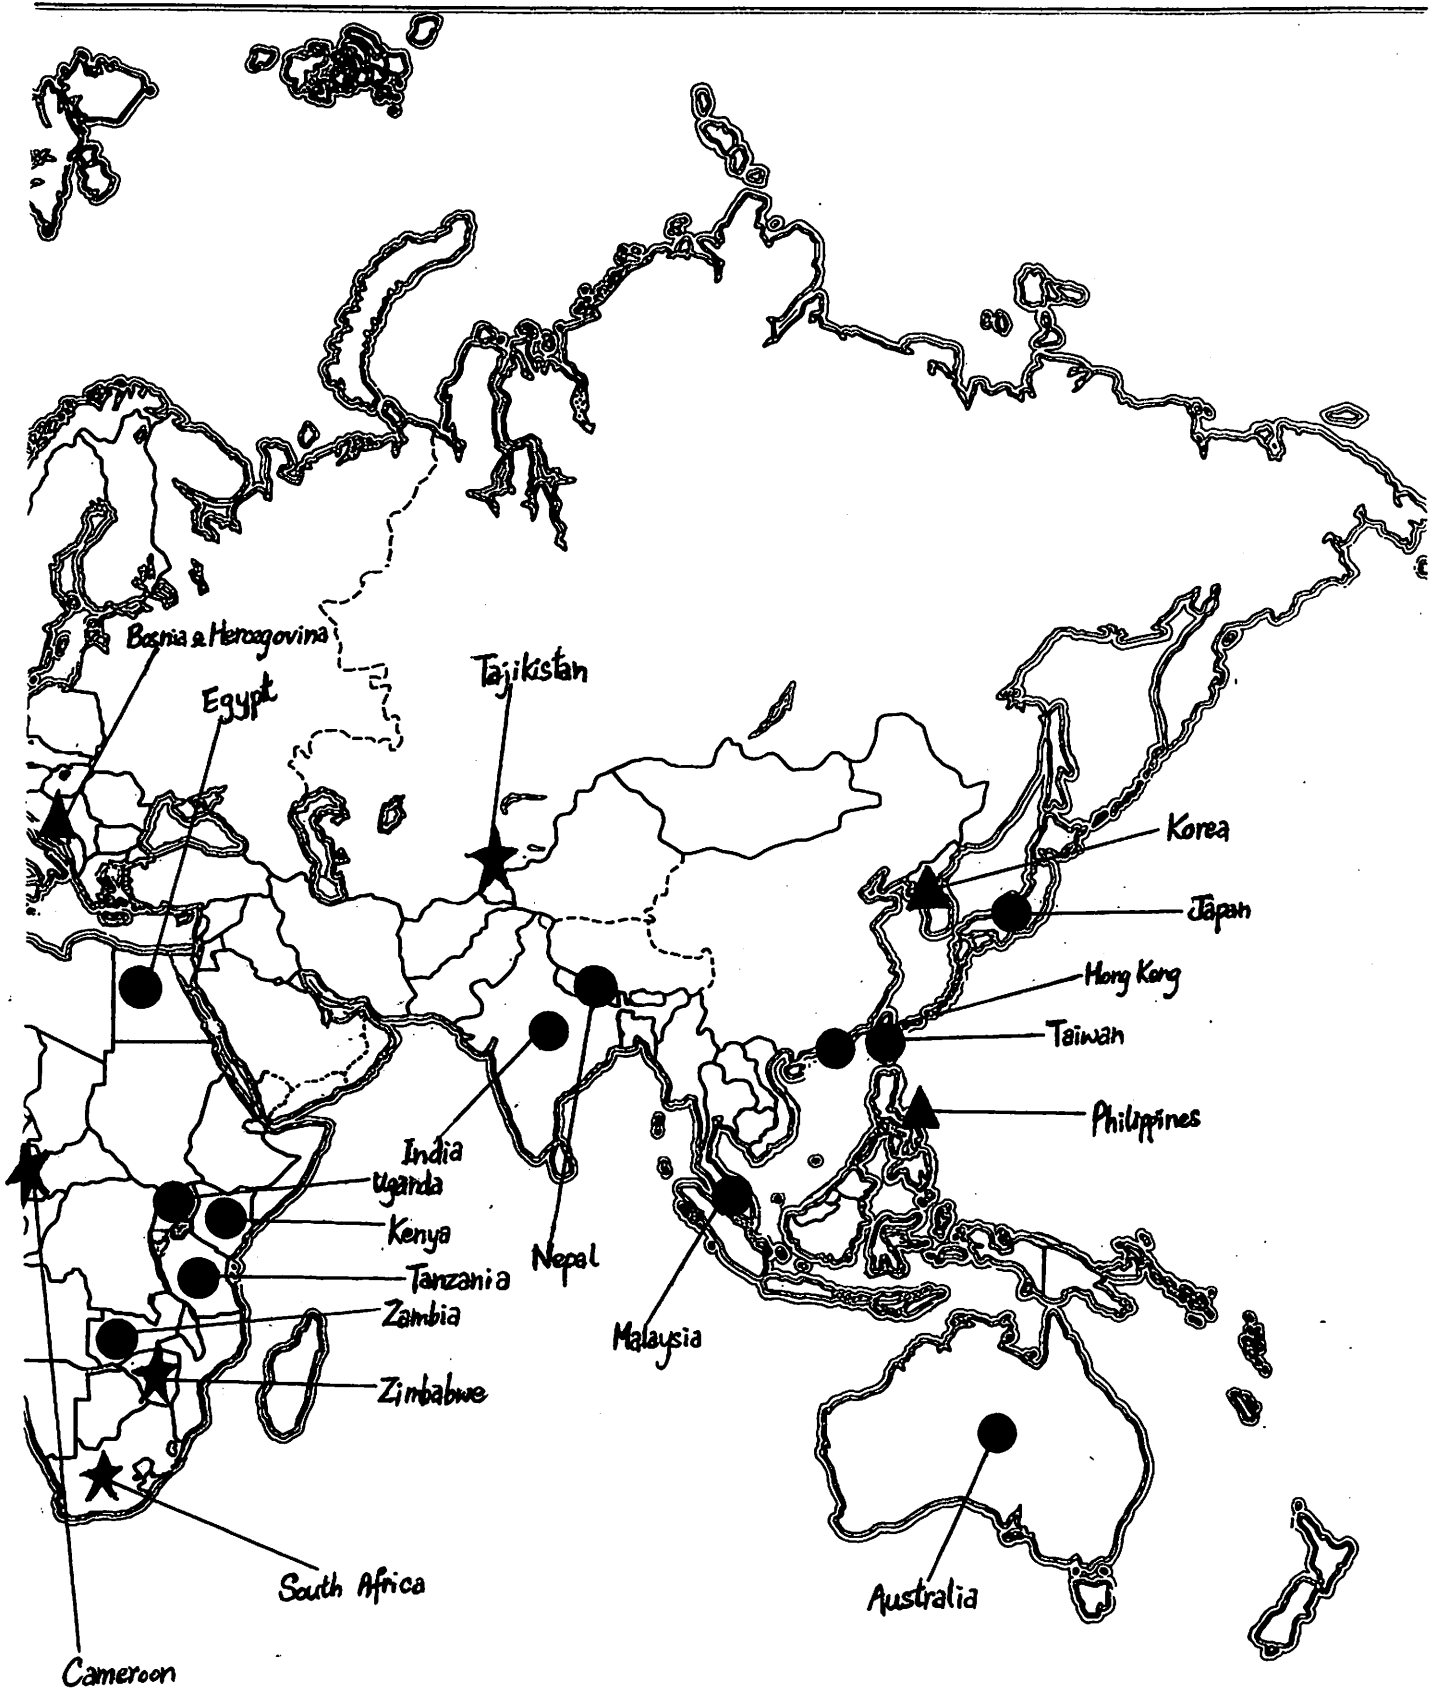 Bosnia & Hercegovina
Egypt
Tajikistan
Korea
Japan
Hong Kong
Taiwan
Philippines
India
Uganda
Kenya
Nepal
Tanzania
Zambia
Malaysia
Zimbabwe
South Africa
Australia
Cameroon